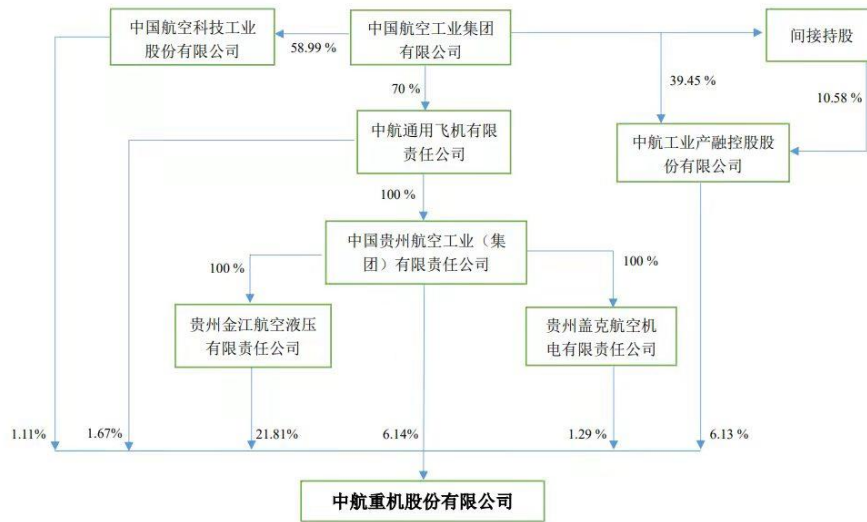 中国航空科技工业
股份有限公司
中国航空工业集团
有限公司
间接持股
58.99 %
70 %
39.45 %
10.58 %
中航通用飞机有限
责任公司
中航工业产融控股股
份有限公司
100 %
中国贵州航空工业（集
团）有限责任公司
100 %
100 %
贵州金江航空液压
有限责任公司
贵州盖克航空机
电有限责任公司
1.11%
1.67%
21.81%
6.14%
1.29 %
6.13 %
中航重机股份有限公司